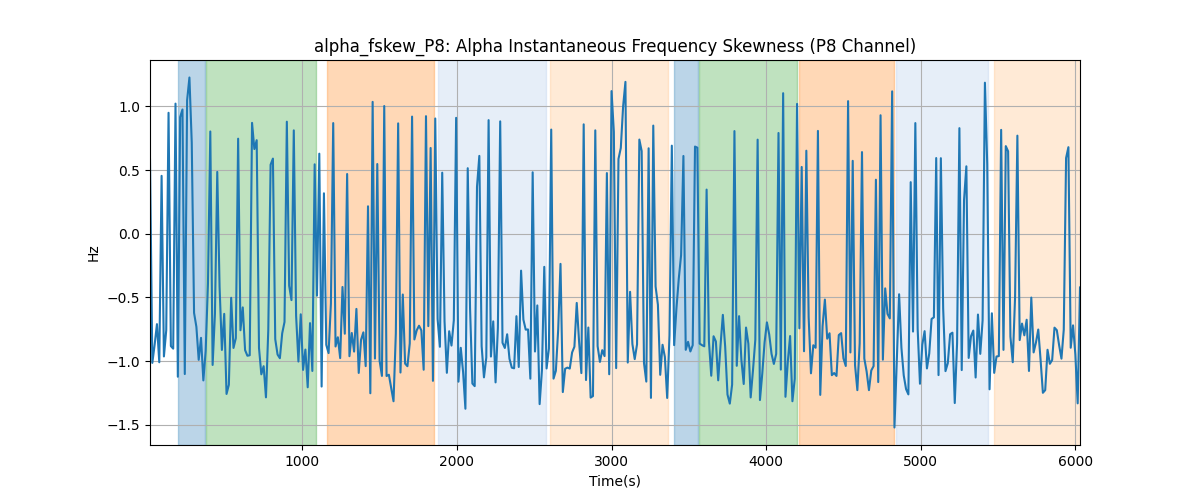 alpha_fskew_P8: Alpha Instantaneous Frequency Skewness (P8 Channel)
1.0
0.5
0.0
−0.5
−1.0
−1.5
Hz
1000 2000 3000 4000 5000 6000
Time(s)